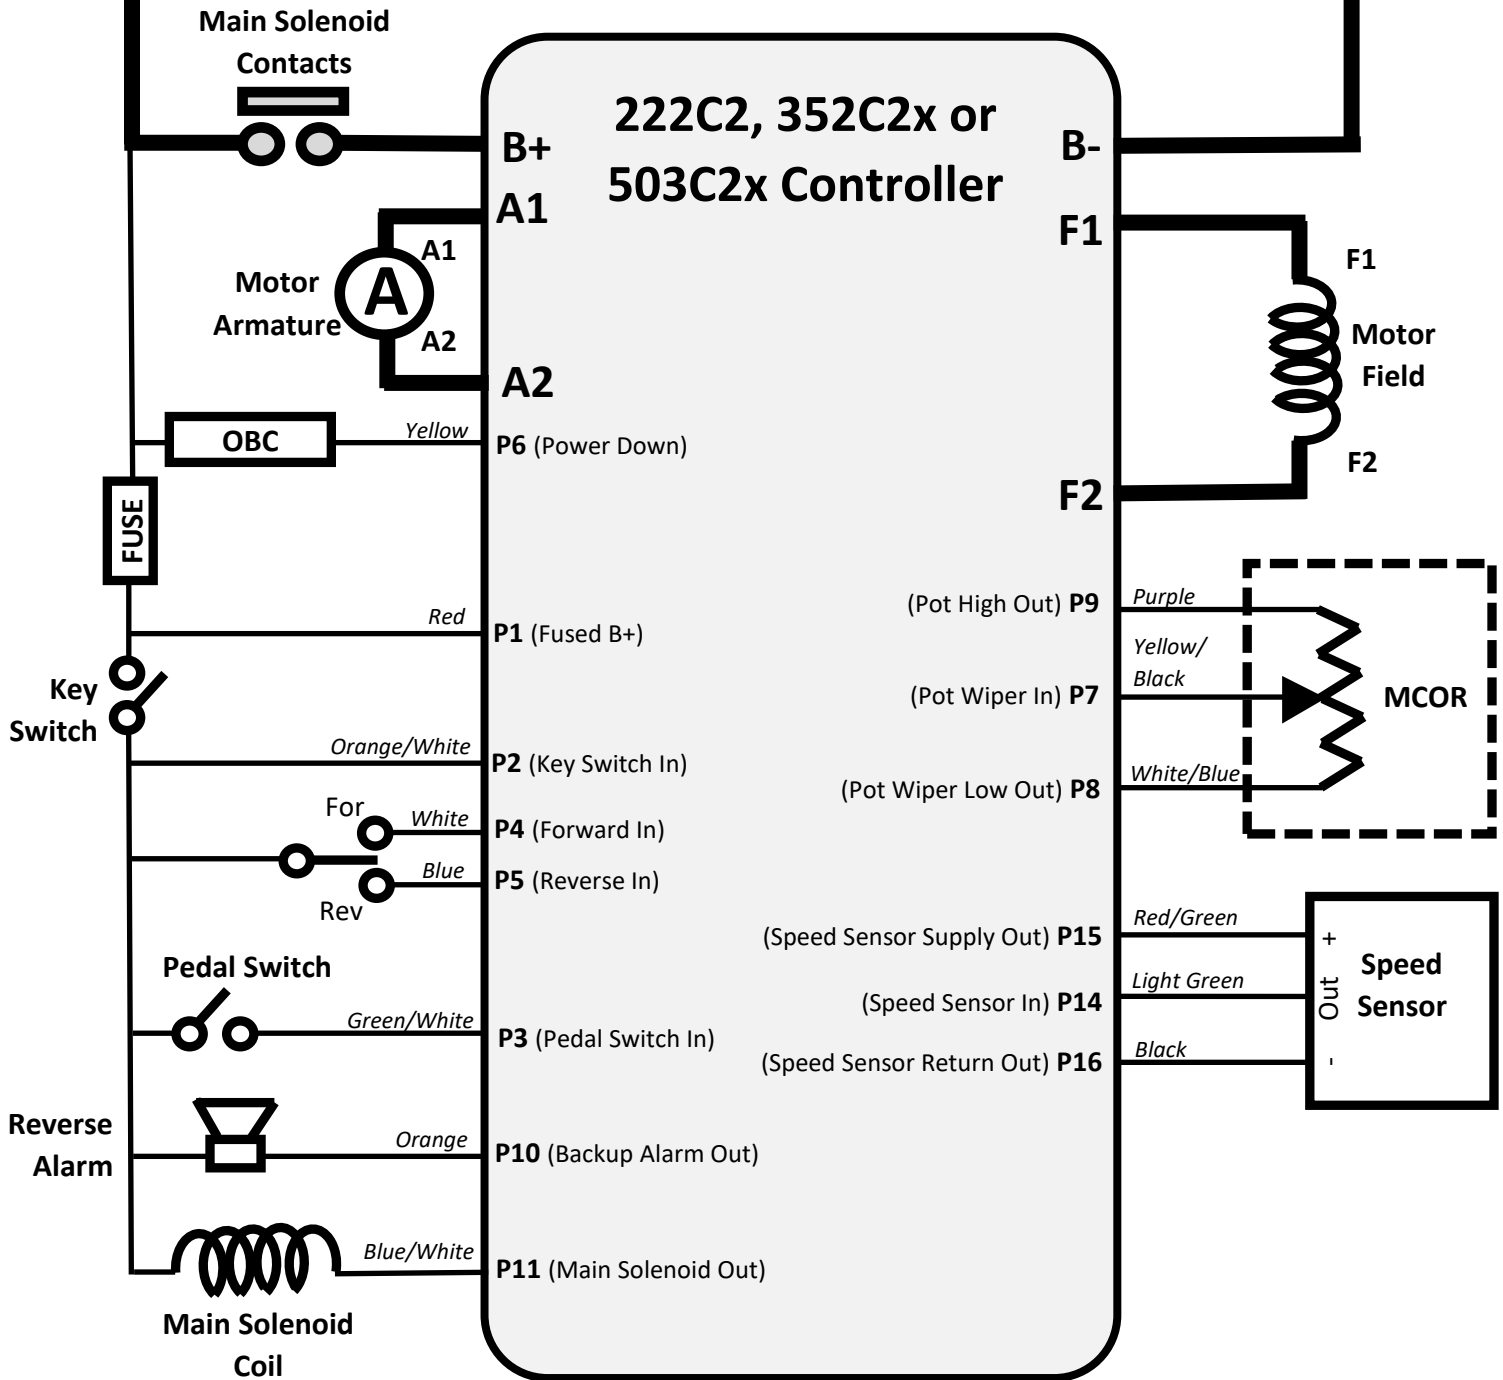 Main Solenoid
Contacts
222C2, 352C2x or
503C2x Controller
B+
B-
A1
A1
A
Motor
Armature
A2
A2
F1
F1
Motor
Field
F2
F2
OBC
Yellow
P6 (Power Down)
FUSE
Red
P1 (Fused B+)
(Pot High Out) P9
Purple
Yellow/
Black
(Pot Wiper In) P7
MCOR
Key
Switch
Orange/White
P2 (Key Switch In)
(Pot Wiper Low Out) P8
White/Blue
For
White
P4 (Forward In)
Blue
P5 (Reverse In)
Rev
(Speed Sensor Supply Out) P15
Red/Green
+
Pedal Switch
Speed
Sensor
(Speed Sensor In) P14
Light Green
Out
Green/White
P3 (Pedal Switch In)
(Speed Sensor Return Out) P16
Black
-
Reverse
Alarm
Orange
P10 (Backup Alarm Out)
Blue/White
P11 (Main Solenoid Out)
Main Solenoid
Coil